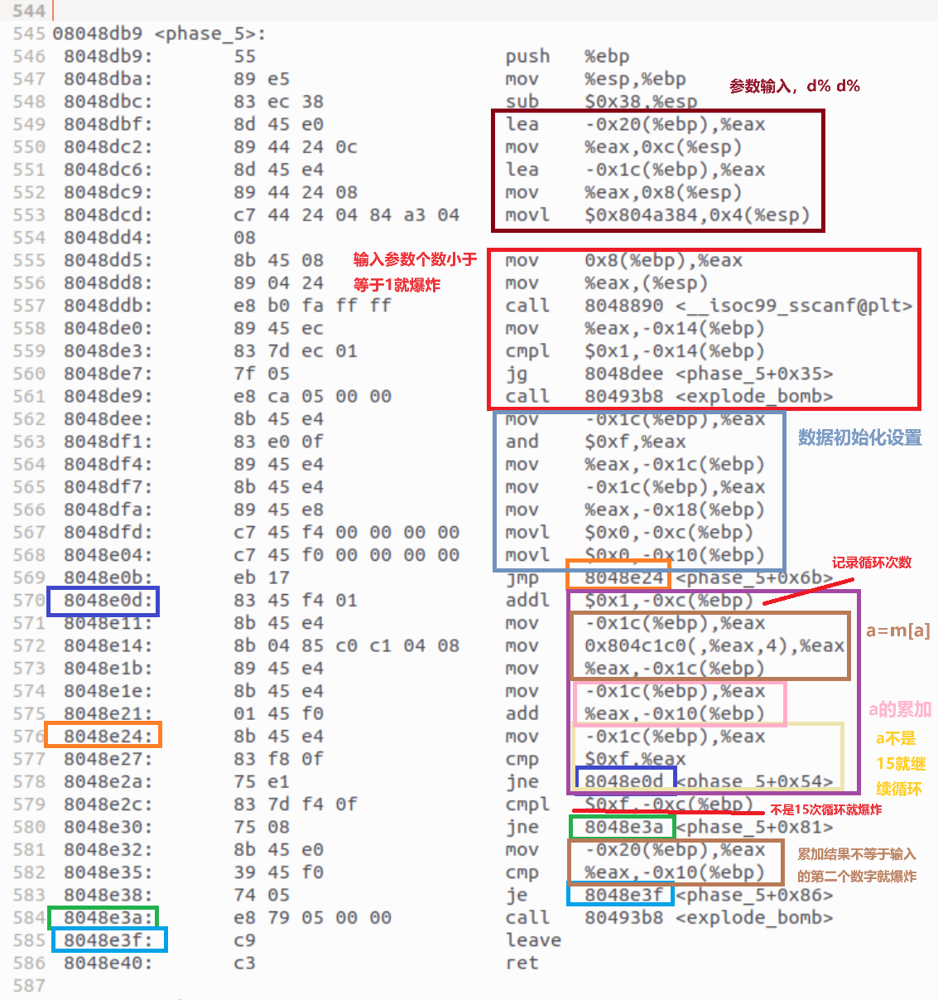 544
545 08048db9 <phase_5>:
546 8048db9: 55 push %ebp
547 8048dba: 89 e5 mov %esp,%ebp
参数输入，d% d%
548 8048dbc: 83 ec 38 sub $0x38,%esp
549 8048dbf: 8d 45 e0 lea -0x20(%ebp),%eax
550 8048dc2: 89 44 24 0c mov %eax,0xc(%esp)
551 8048dc6: 8d 45 e4 lea -0x1c(%ebp),%eax
552 8048dc9: 89 44 24 08 mov %eax,0x8(%esp)
553 8048dcd: c7 44 24 04 84 a3 04 movl $0x804a384,0x4(%esp)
554 8048dd4: 08
555 8048dd5: 8b 45 08 输入参数个数小于 mov 0x8(%ebp),%eax
556 8048dd8: 89 04 24 等于1就爆炸 mov %eax,(%esp)
557 8048ddb: e8 b0 fa ff ff call 8048890 <__isoc99_sscanf@plt>
558 8048de0: 89 45 ec mov %eax,-0x14(%ebp)
559 8048de3: 83 7d ec 01 cmpl $0x1,-0x14(%ebp)
560 8048de7: 7f 05 jg 8048dee <phase_5+0x35>
561 8048de9: e8 ca 05 00 00 call 80493b8 <explode_bomb>
562 8048dee: 8b 45 e4 mov -0x1c(%ebp),%eax
563 8048df1: 83 e0 0f and $0xf,%eax 数据初始化设置
564 8048df4: 89 45 e4 mov %eax,-0x1c(%ebp)
565 8048df7: 8b 45 e4 mov -0x1c(%ebp),%eax
566 8048dfa: 89 45 e8 mov %eax,-0x18(%ebp)
567 8048dfd: c7 45 f4 00 00 00 00 movl $0x0,-0xc(%ebp)
568 8048e04: c7 45 f0 00 00 00 00 movl $0x0,-0x10(%ebp)
记录循环次数
569 8048e0b: eb 17 jmp 8048e24 <phase_5+0x6b>
570 8048e0d: 83 45 f4 01 addl $0x1,-0xc(%ebp)
571 8048e11: 8b 45 e4 mov -0x1c(%ebp),%eax a=m[a]
572 8048e14: 8b 04 85 c0 c1 04 08 mov 0x804c1c0(,%eax,4),%eax
573 8048e1b: 89 45 e4 mov %eax,-0x1c(%ebp)
574 8048e1e: 8b 45 e4 mov -0x1c(%ebp),%eax
575 8048e21: 01 45 f0 add %eax,-0x10(%ebp) a的累加
576 8048e24: 8b 45 e4 mov -0x1c(%ebp),%eax a不是
577 8048e27: 83 f8 0f cmp $0xf,%eax 15就继
578 8048e2a: 75 e1 jne 8048e0d <phase_5+0x54> 续循环
579 8048e2c: 83 7d f4 0f cmpl $0xf,-0xc(%ebp) 不是15次循环就爆炸
580 8048e30: 75 08 jne 8048e3a <phase_5+0x81>
581 8048e32: 8b 45 e0 mov -0x20(%ebp),%eax 累加结果不等于输入
582 8048e35: 39 45 f0 cmp %eax,-0x10(%ebp) 的第二个数字就爆炸
583 8048e38: 74 05 je 8048e3f <phase_5+0x86>
584 8048e3a: e8 79 05 00 00 call 80493b8 <explode_bomb>
585 8048e3f: c9 leave
586 8048e40: c3 ret
587